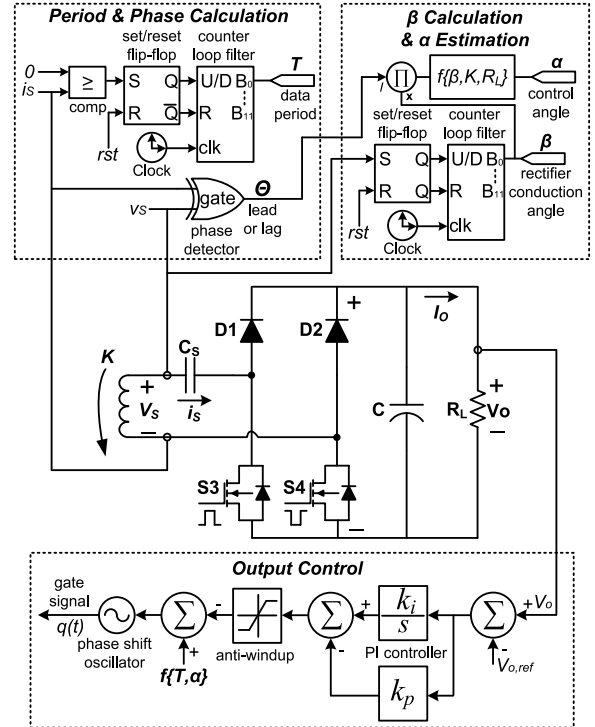 Period & Phase Calculation
set/reset
flip-flop
counter
loop filter
0
is
≥
comp
S Q
R Q̅
U/D B0
R B11
clk
rst
Clock
T
data
period
vs
gate
phase
detector
Θ
lead
or lag
β Calculation
& α Estimation
∏
/
x
f{β,K,RL}
α
control
angle
set/reset
flip-flop
counter
loop filter
S Q
R Q
U/D B0
R B11
clk
rst
Clock
β
rectifier
conduction
angle
K
+
Vs
–
Cs
is
D1
D2
+
S3
S4
–
C
Io
RL
+
Vo
–
Output Control
gate
signal
q(t)
phase shift
oscillator
Σ
-
+
f{T,α}
anti-windup
Σ
+
-
ki
s
PI controller
kp
Σ
+Vo
-
Vo,ref